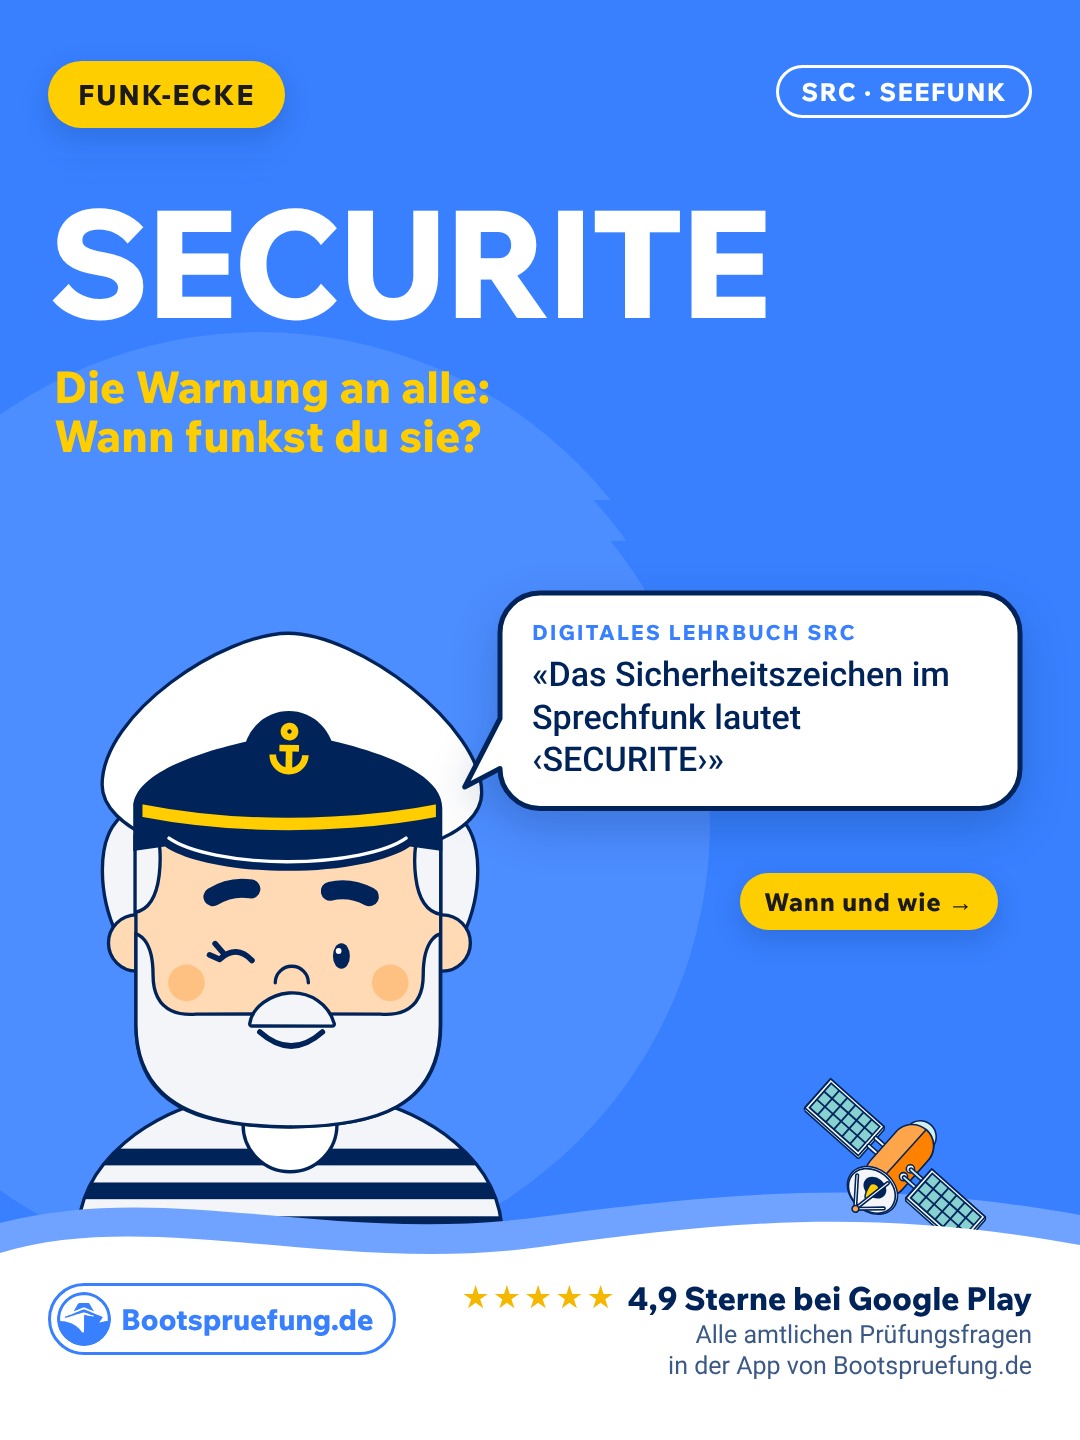 FUNK-ECKE
SRC · SEEFUNK
SECURITE
Die Warnung an alle:
Wann funkst du sie?
DIGITALES LEHRBUCH SRC
«Das Sicherheitszeichen im
Sprechfunk lautet
‹SECURITE›»
Wann und wie →
Bootspruefung.de
★★★★★ 4,9 Sterne bei Google Play
Alle amtlichen Prüfungsfragen
in der App von Bootspruefung.de